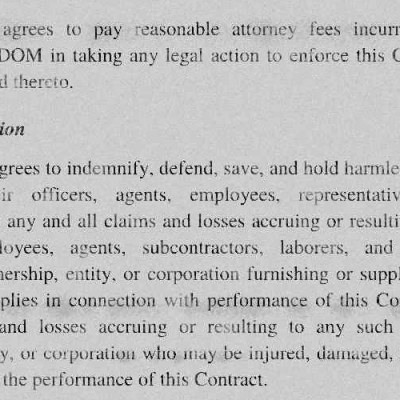 agrees to pay reasonable attorney fees incurr
DOM in taking any legal action to enforce this C
d thereto.
ion
grees to indemnify, defend, save, and hold harmle
ir officers, agents, employees, representativ
any and all claims and losses accruing or resulti
loyees, agents, subcontractors, laborers, and
nership, entity, or corporation furnishing or suppl
pplies in connection with performance of this Co
and losses accruing or resulting to any such
y, or corporation who may be injured, damaged,
the performance of this Contract.